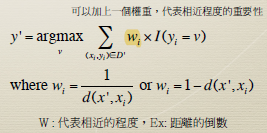 可以加上一個權重，代表相近程度的重要性
y' = argmax_v ∑_{(x_i,y_i)∈D'} w_i × I(y_i = v)
where w_i = 1/d(x',x_i) or w_i = 1 − d(x',x_i)
W : 代表相近的程度，Ex: 距離的倒數